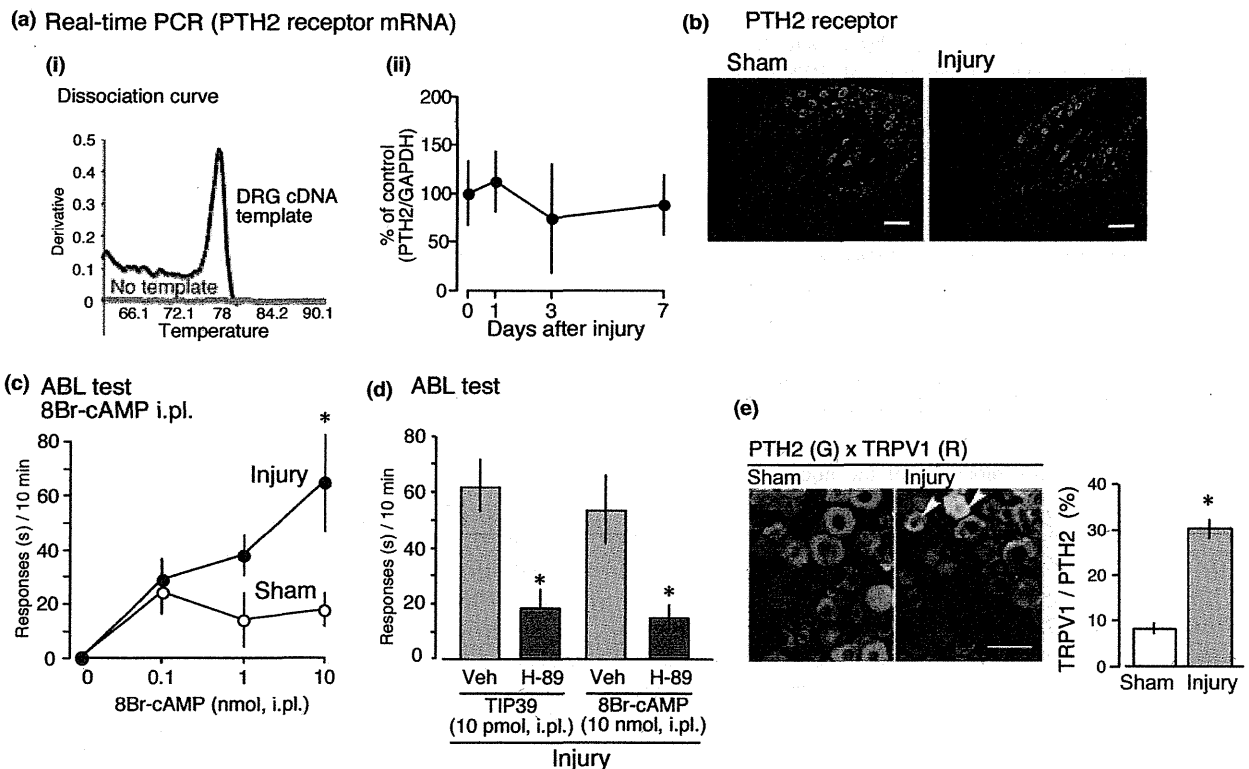 (a) Real-time PCR (PTH2 receptor mRNA)
(i)
Dissociation curve
0.5
0.4
0.3
0.2
0.1
0
Derivative
DRG cDNA
template
No template
66.1 72.1 78 84.2 90.1
Temperature
(ii)
200
150
100
50
0
% of control
(PTH2/GAPDH)
0 1 3 7
Days after injury
(b) PTH2 receptor
Sham Injury
(c) ABL test
8Br-cAMP i.pl.
80
60
40
20
0
Responses (s) / 10 min
*
Injury
Sham
0 0.1 1 10
8Br-cAMP (nmol, i.pl.)
(d) ABL test
80
60
40
20
0
Responses (s) / 10 min
* *
Veh H-89 Veh H-89
TIP39 8Br-cAMP
(10 pmol, i.pl.) (10 nmol, i.pl.)
Injury
(e)
PTH2 (G) x TRPV1 (R)
Sham Injury
40
30
20
10
0
TRPV1 / PTH2 (%)
*
Sham Injury